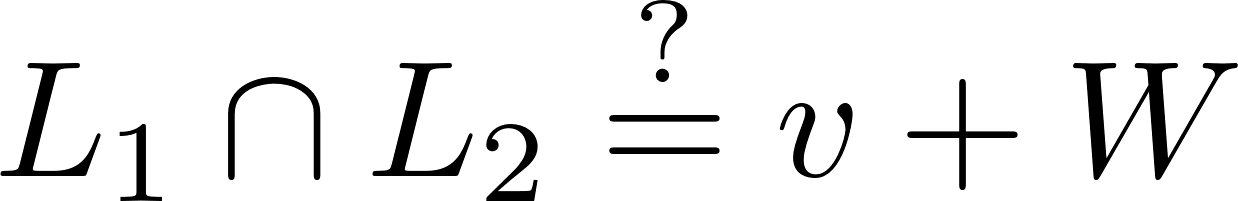 L₁ ∩ L₂ ≟ v + W